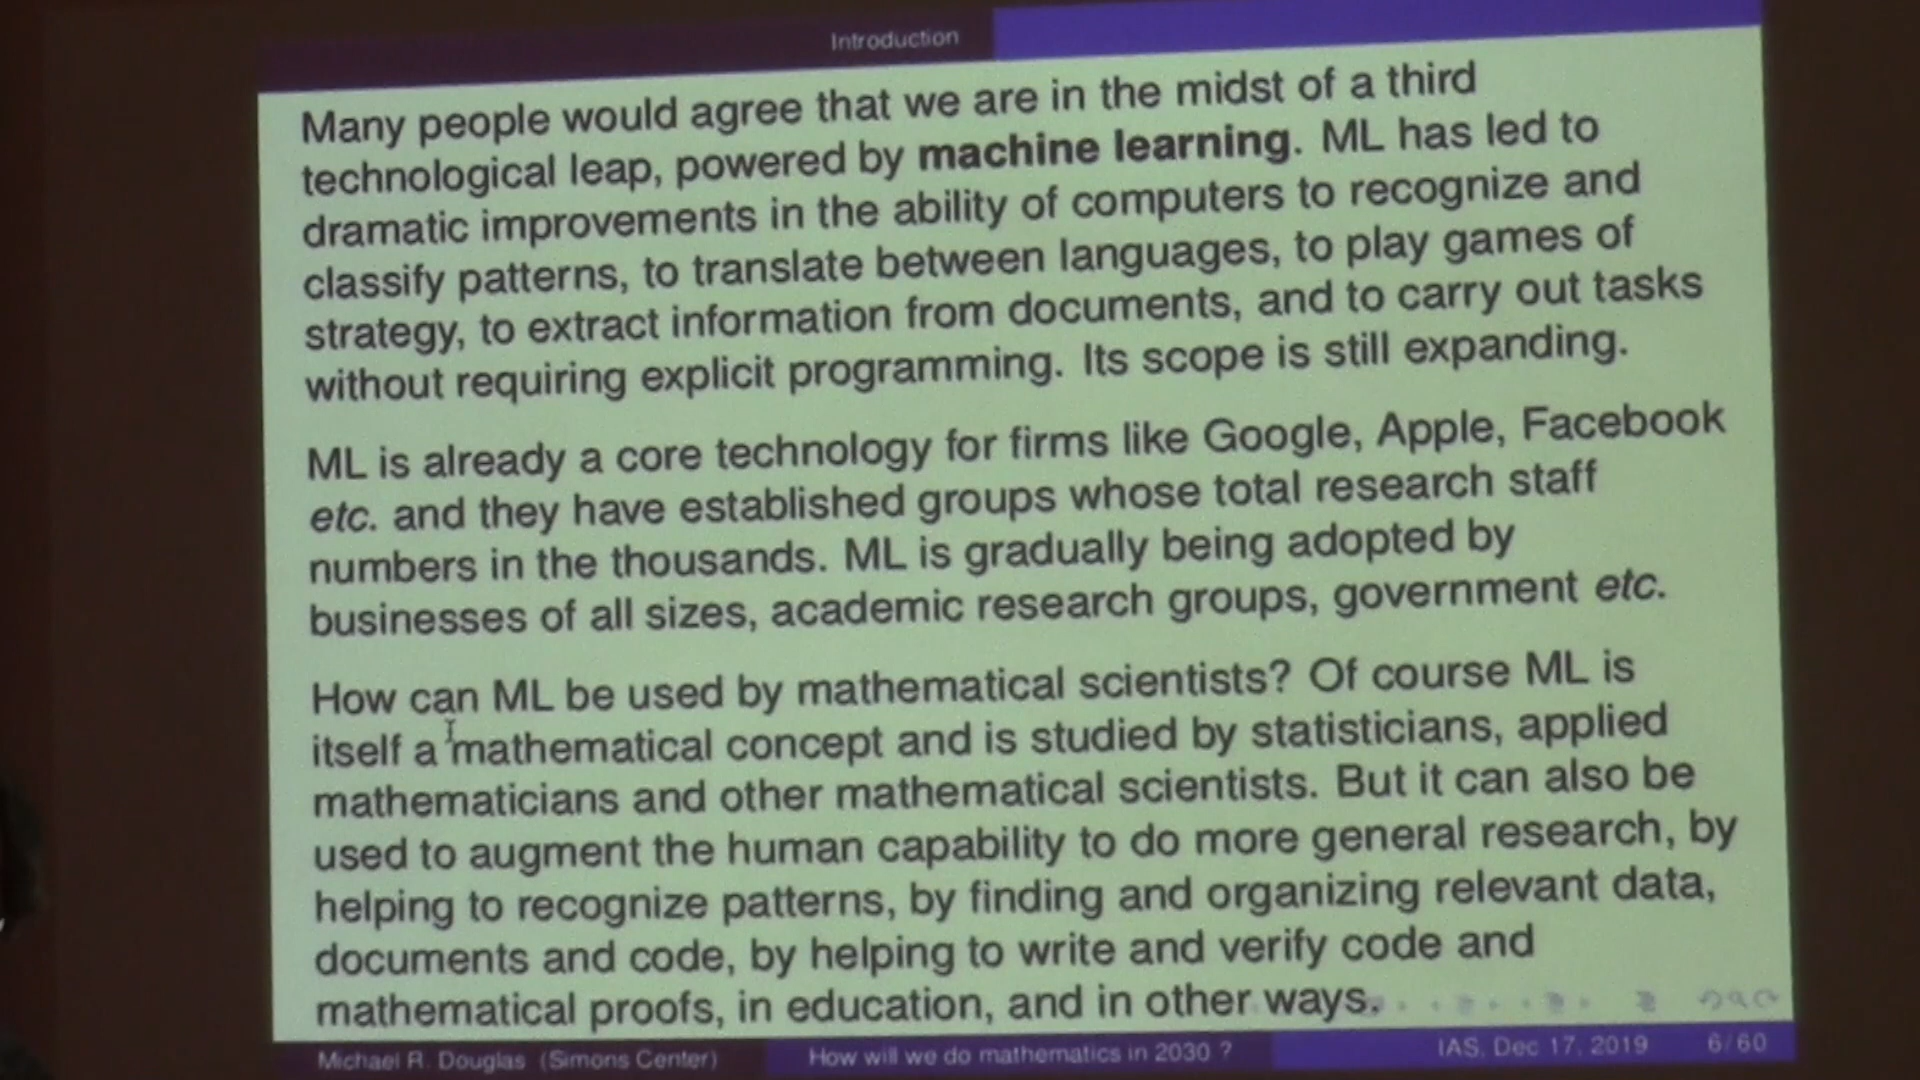 Introduction
Many people would agree that we are in the midst of a third
technological leap, powered by machine learning. ML has led to
dramatic improvements in the ability of computers to recognize and
classify patterns, to translate between languages, to play games of
strategy, to extract information from documents, and to carry out tasks
without requiring explicit programming. Its scope is still expanding.
ML is already a core technology for firms like Google, Apple, Facebook
etc. and they have established groups whose total research staff
numbers in the thousands. ML is gradually being adopted by
businesses of all sizes, academic research groups, government etc.
How can ML be used by mathematical scientists? Of course ML is
itself a mathematical concept and is studied by statisticians, applied
mathematicians and other mathematical scientists. But it can also be
used to augment the human capability to do more general research, by
helping to recognize patterns, by finding and organizing relevant data,
documents and code, by helping to write and verify code and
mathematical proofs, in education, and in other ways.
Michael R. Douglas (Simons Center) How will we do mathematics in 2030 ? IAS, Dec 17, 2019 6/60